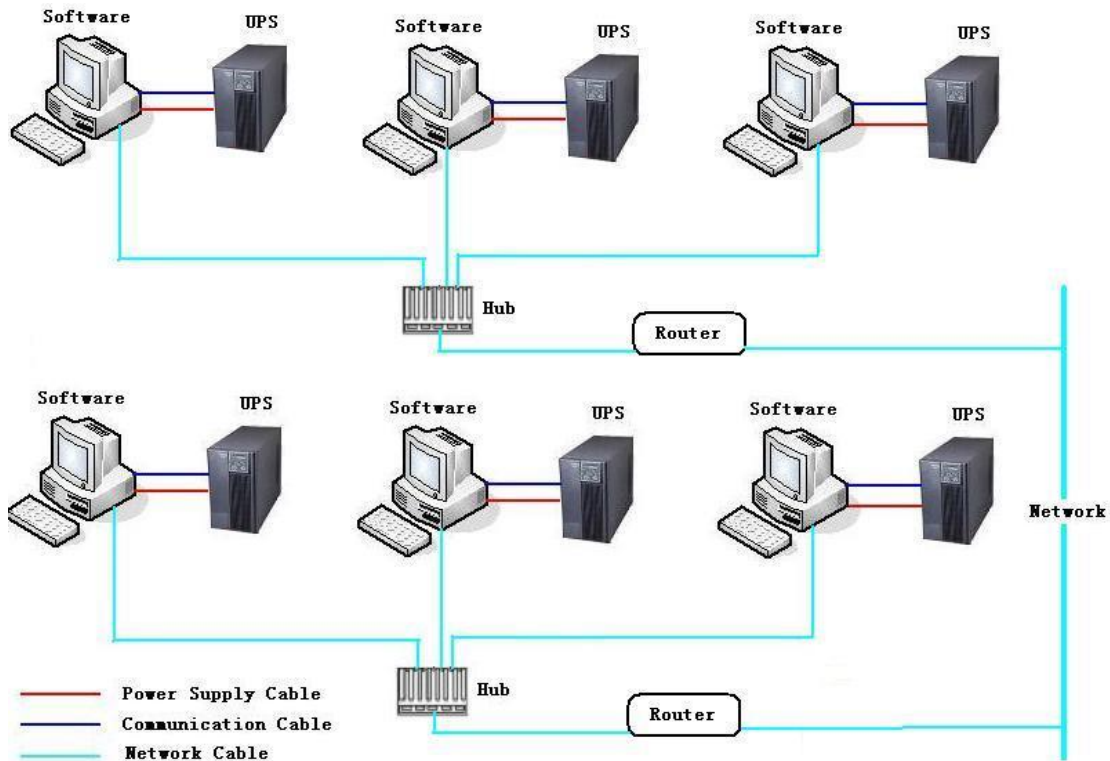 Software
UPS
Software
UPS
Software
UPS
Hub
Router
Software
UPS
Software
UPS
Software
UPS
Network
Hub
Router
Power Supply Cable
Communication Cable
Network Cable